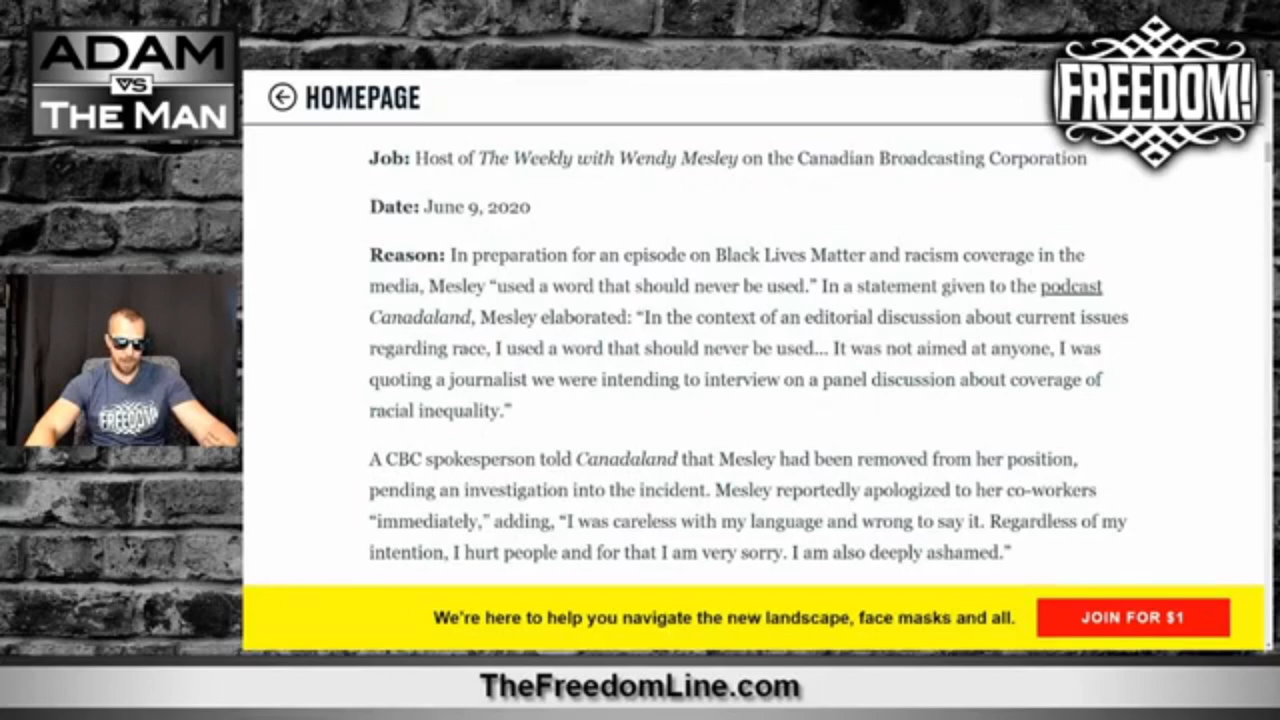 ADAM
VS
THE MAN
FREEDOM!
HOMEPAGE
Job: Host of The Weekly with Wendy Mesley on the Canadian Broadcasting Corporation
Date: June 9, 2020
Reason: In preparation for an episode on Black Lives Matter and racism coverage in the
media, Mesley “used a word that should never be used.” In a statement given to the podcast
Canadaland, Mesley elaborated: “In the context of an editorial discussion about current issues
regarding race, I used a word that should never be used... It was not aimed at anyone, I was
quoting a journalist we were intending to interview on a panel discussion about coverage of
racial inequality.”
A CBC spokesperson told Canadaland that Mesley had been removed from her position,
pending an investigation into the incident. Mesley reportedly apologized to her co-workers
“immediately,” adding, “I was careless with my language and wrong to say it. Regardless of my
intention, I hurt people and for that I am very sorry. I am also deeply ashamed.”
FREEDOM!
We're here to help you navigate the new landscape, face masks and all.
JOIN FOR $1
TheFreedomLine.com